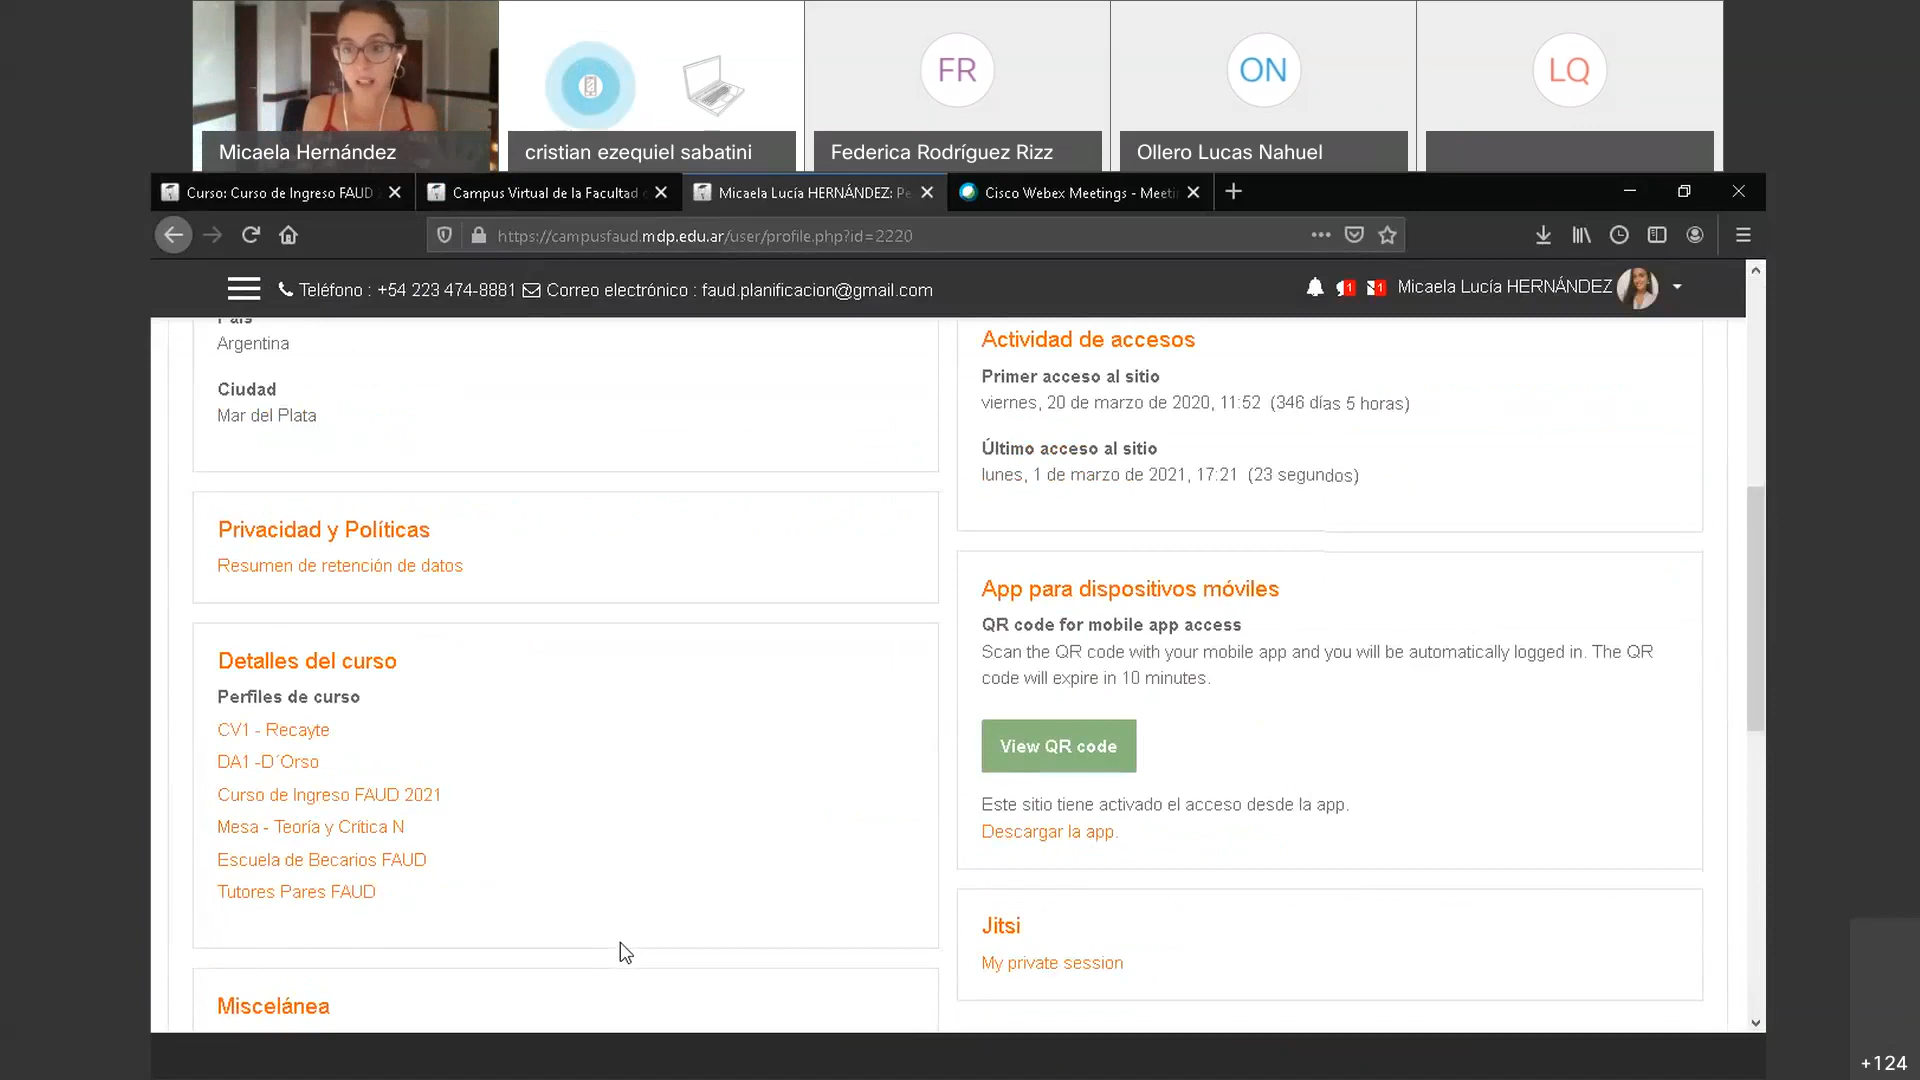 FR
ON
LQ
Micaela Hernández
cristian ezequiel sabatini
Federica Rodríguez Rizz
Ollero Lucas Nahuel
Curso: Curso de Ingreso FAUD
Campus Virtual de la Facultad
Micaela Lucía HERNÁNDEZ: Pe
Cisco Webex Meetings - Meeti
https://campusfaud.mdp.edu.ar/user/profile.php?id=2220
Teléfono : +54 223 474-8881 Correo electrónico : faud.planificacion@gmail.com
1 1 Micaela Lucía HERNÁNDEZ
País
Argentina
Ciudad
Mar del Plata
Privacidad y Políticas
Resumen de retención de datos
Detalles del curso
Perfiles de curso
CV1 - Recayte
DA1 -D´Orso
Curso de Ingreso FAUD 2021
Mesa - Teoría y Crítica N
Escuela de Becarios FAUD
Tutores Pares FAUD
Miscelánea
Actividad de accesos
Primer acceso al sitio
viernes, 20 de marzo de 2020, 11:52 (346 días 5 horas)
Último acceso al sitio
lunes, 1 de marzo de 2021, 17:21 (23 segundos)
App para dispositivos móviles
QR code for mobile app access
Scan the QR code with your mobile app and you will be automatically logged in. The QR
code will expire in 10 minutes.
View QR code
Este sitio tiene activado el acceso desde la app.
Descargar la app.
Jitsi
My private session
+124